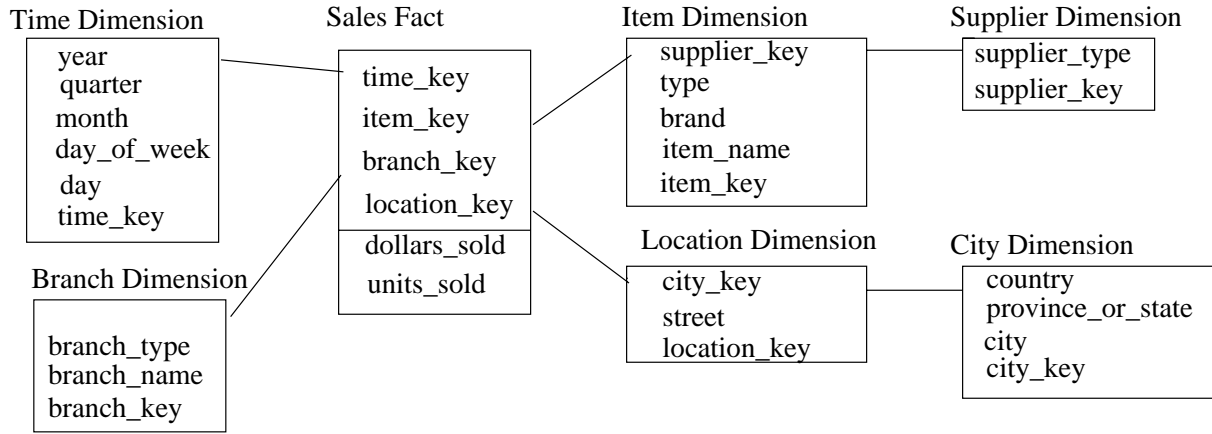 Time Dimension
year
quarter
month
day_of_week
day
time_key
Branch Dimension
branch_type
branch_name
branch_key
Sales Fact
time_key
item_key
branch_key
location_key
dollars_sold
units_sold
Item Dimension
supplier_key
type
brand
item_name
item_key
Location Dimension
city_key
street
location_key
Supplier Dimension
supplier_type
supplier_key
City Dimension
country
province_or_state
city
city_key